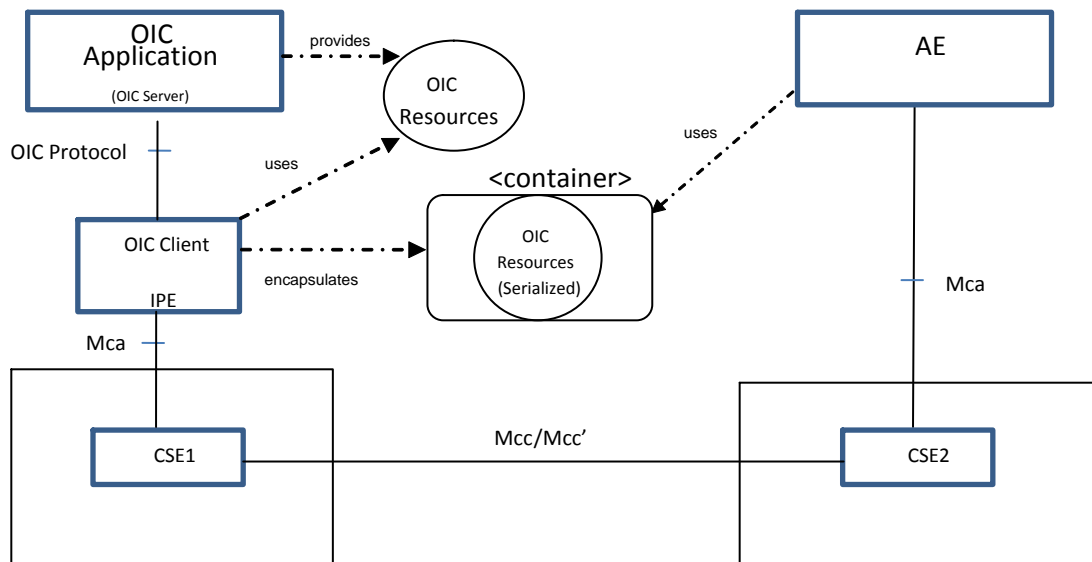 OIC
Application
(OIC Server)
provides
OIC
Resources
AE
OIC Protocol
uses
uses
<container>
OIC Client
IPE
encapsulates
OIC
Resources
(Serialized)
Mca
Mca
CSE1
Mcc/Mcc’
CSE2